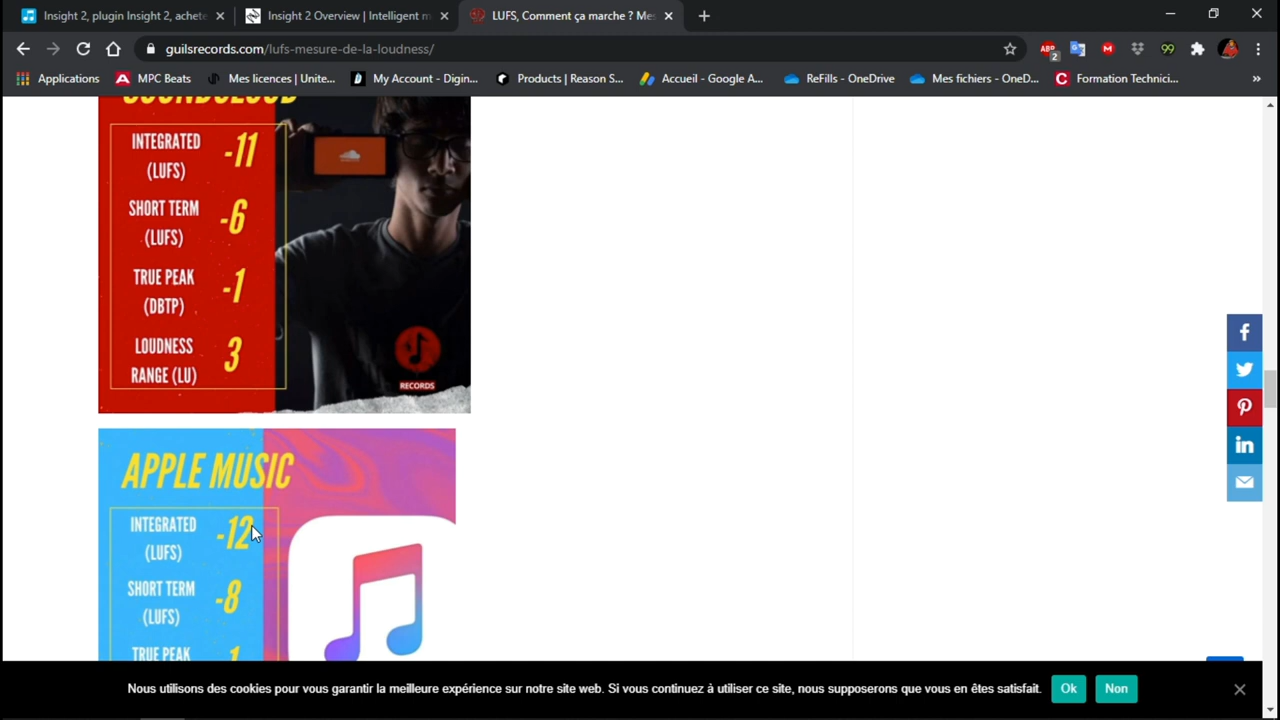 Insight 2, plugin Insight 2, achete
Insight 2 Overview | Intelligent m
LUFS, Comment ça marche ? Me
guilsrecords.com/lufs-mesure-de-la-loudness/
ABP 2
99
Applications
MPC Beats
Mes licences | Unite...
My Account - Digin...
Products | Reason S...
Accueil - Google A...
ReFills - OneDrive
Mes fichiers - OneD...
Formation Technici...
SOUNDCLOUD
INTEGRATED
(LUFS)
-11
SHORT TERM
(LUFS)
-6
TRUE PEAK
(DBTP)
-1
LOUDNESS
RANGE (LU)
3
RECORDS
APPLE MUSIC
INTEGRATED
(LUFS)
-12
SHORT TERM
(LUFS)
-8
TRUE PEAK
Nous utilisons des cookies pour vous garantir la meilleure expérience sur notre site web. Si vous continuez à utiliser ce site, nous supposerons que vous en êtes satisfait.
Ok
Non